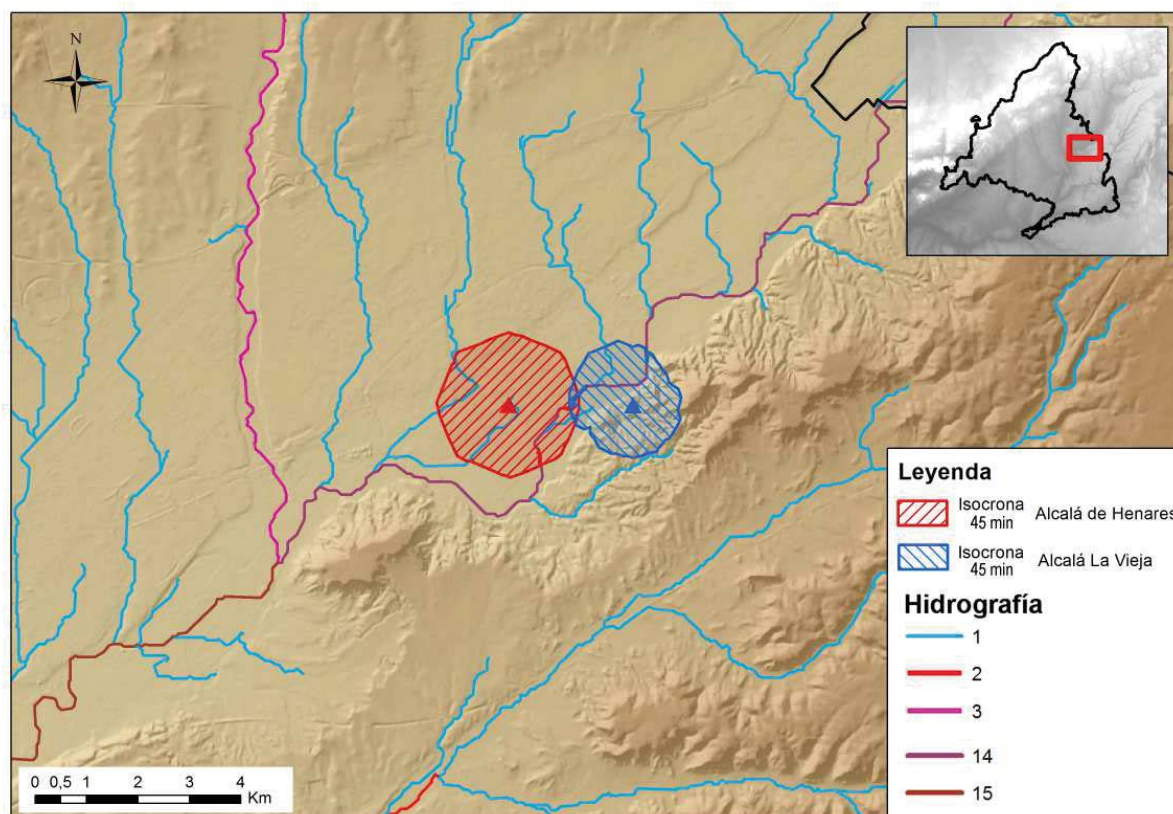 N
Leyenda
Isocrona
45 min
Alcalá de Henares
Isocrona
45 min
Alcalá La Vieja
Hidrografía
1
2
3
14
15
0 0,5 1 2 3 4
Km